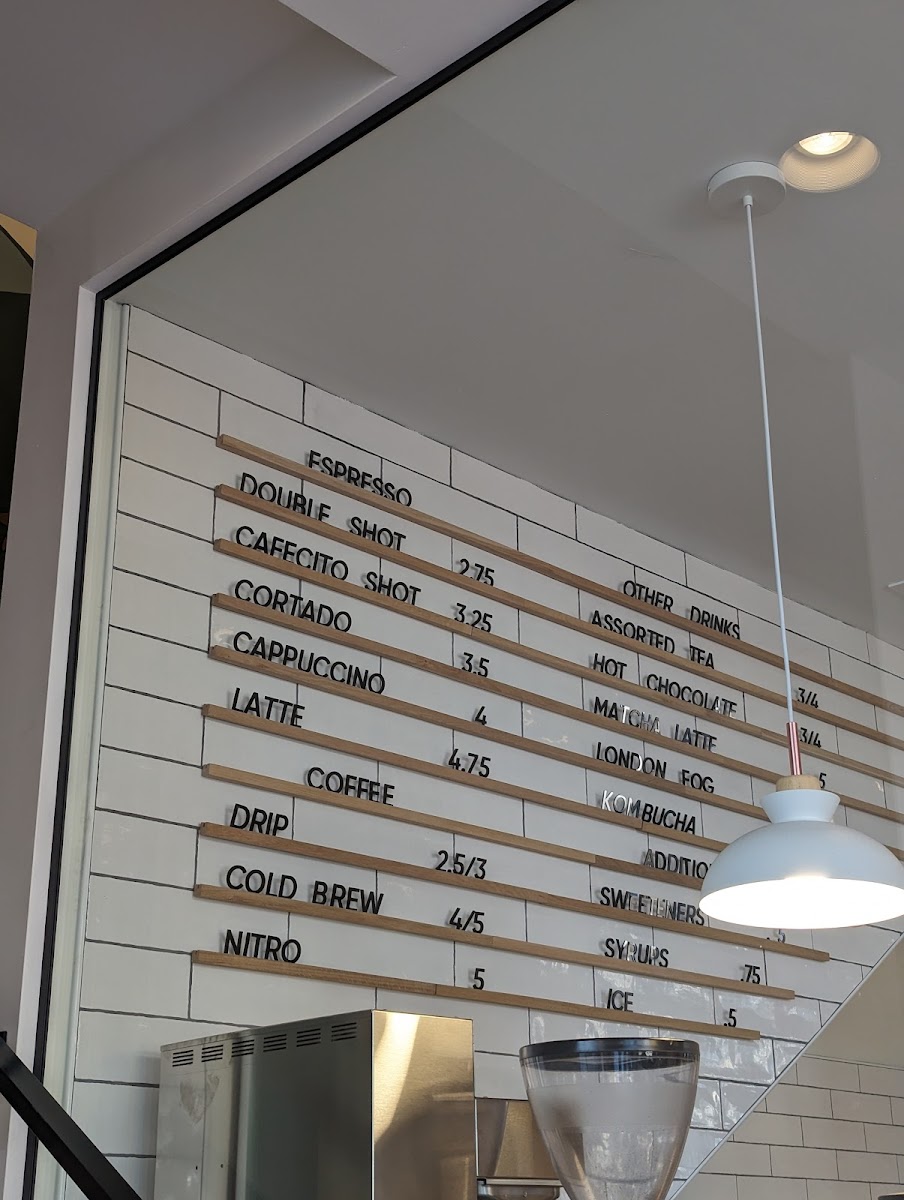 ESPRESSO
DOUBLE SHOT 2.75
CAFECITO SHOT 3.25
CORTADO 3.5
CAPPUCCINO 4
LATTE 4.75
COFFEE
DRIP 2.5/3
COLD BREW 4/5
NITRO 5
OTHER DRINKS
ASSORTED TEA 3/4
HOT CHOCOLATE 3/4
MATCHA LATTE 5
LONDON FOG
KOMBUCHA
SWEETENERS .5
SYRUPS .75
ICE .5